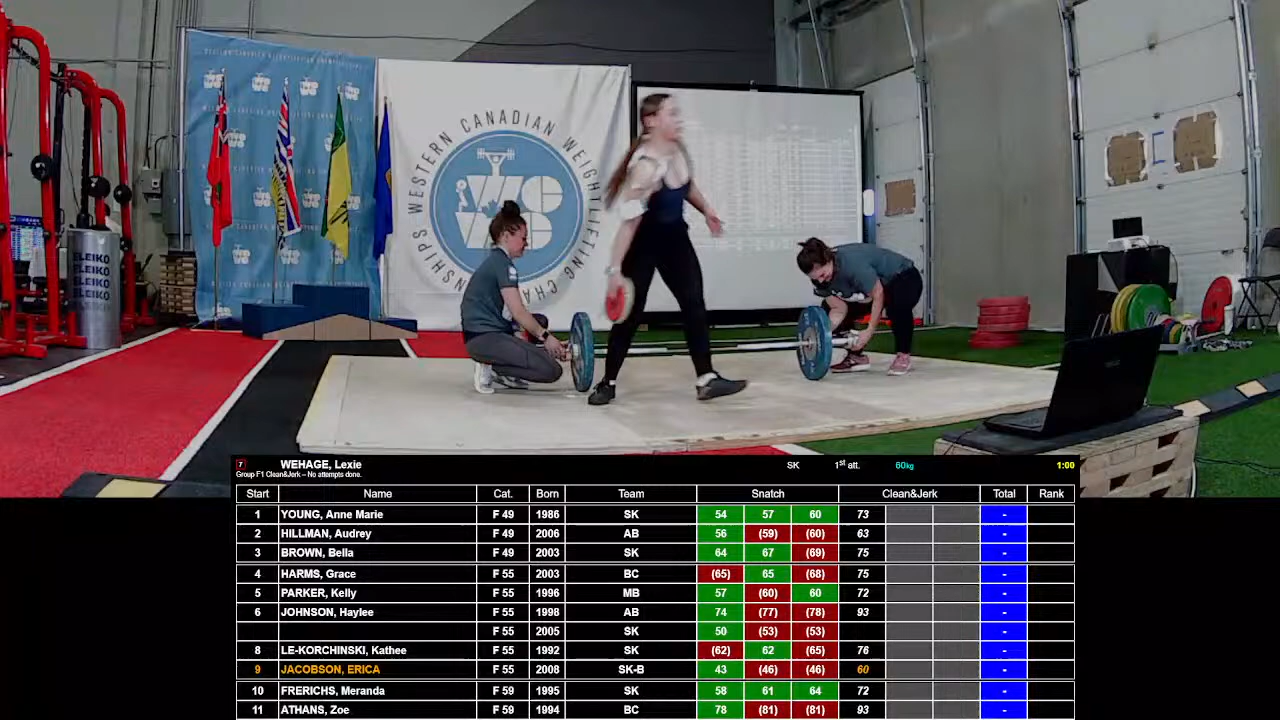 WESTERN CANADIAN WEIGHTLIFTING CHAMPIONSHIPS
WC
WS
ELEIKO
ELEIKO
ELEIKO
ELEIKO
7 WEHAGE, Lexie SK 1st att. 60kg 1:00
Group F1 Clean&Jerk – No attempts done.
Start Name Cat. Born Team Snatch Clean&Jerk Total Rank
1 YOUNG, Anne Marie F 49 1986 SK 54 57 60 73 -
2 HILLMAN, Audrey F 49 2006 AB 56 (59) (60) 63 -
3 BROWN, Bella F 49 2003 SK 64 67 (69) 75 -
4 HARMS, Grace F 55 2003 BC (65) 65 (68) 75 -
5 PARKER, Kelly F 55 1996 MB 57 (60) 60 72 -
6 JOHNSON, Haylee F 55 1998 AB 74 (77) (78) 93 -
F 55 2005 SK 50 (53) (53) -
8 LE-KORCHINSKI, Kathee F 55 1992 SK (62) 62 (65) 76 -
9 JACOBSON, ERICA F 55 2008 SK-B 43 (46) (46) 60 -
10 FRERICHS, Meranda F 59 1995 SK 58 61 64 72 -
11 ATHANS, Zoe F 59 1994 BC 78 (81) (81) 93 -